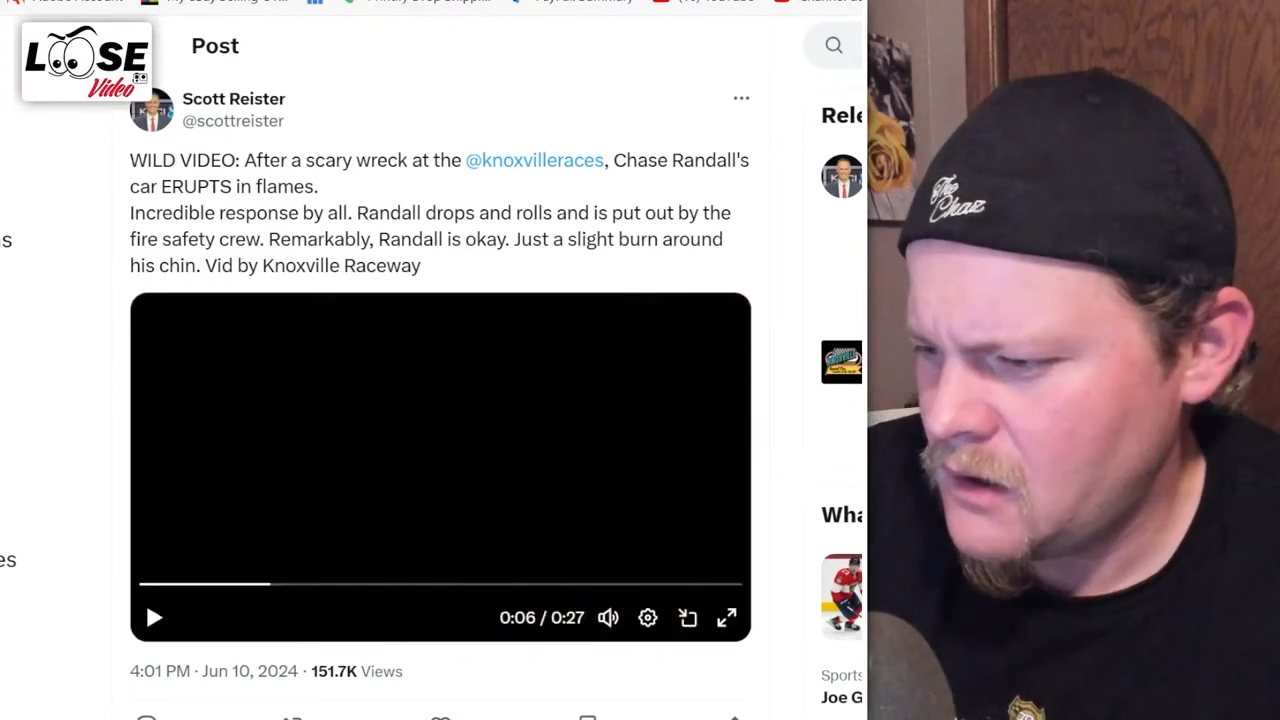 LOOSE
Video
Post
Scott Reister
@scottreister
WILD VIDEO: After a scary wreck at the @knoxvilleraces, Chase Randall's
car ERUPTS in flames.
Incredible response by all. Randall drops and rolls and is put out by the
fire safety crew. Remarkably, Randall is okay. Just a slight burn around
his chin. Vid by Knoxville Raceway
0:06 / 0:27
4:01 PM · Jun 10, 2024 · 151.7K Views
Rele
Wha
Sports
Joe G
The
Chaz
es